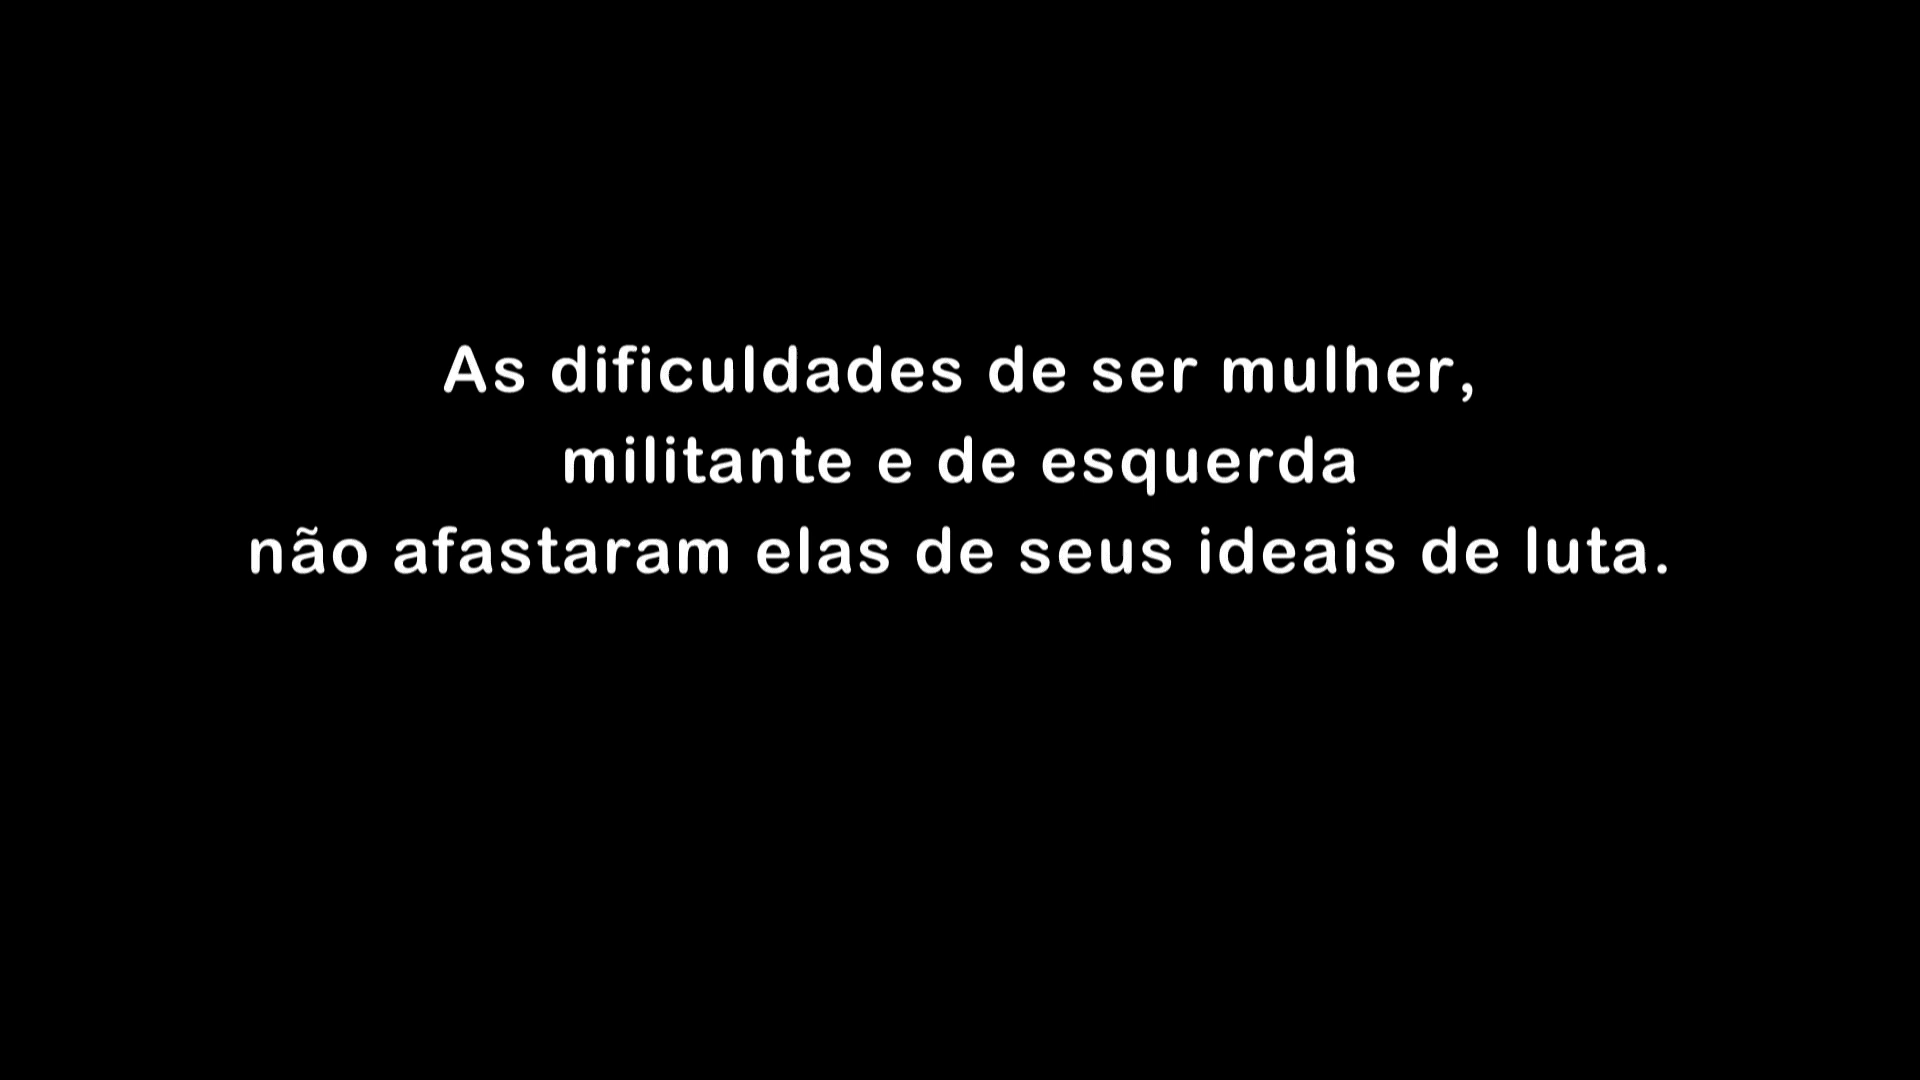 As dificuldades de ser mulher,
militante e de esquerda
não afastaram elas de seus ideais de luta.